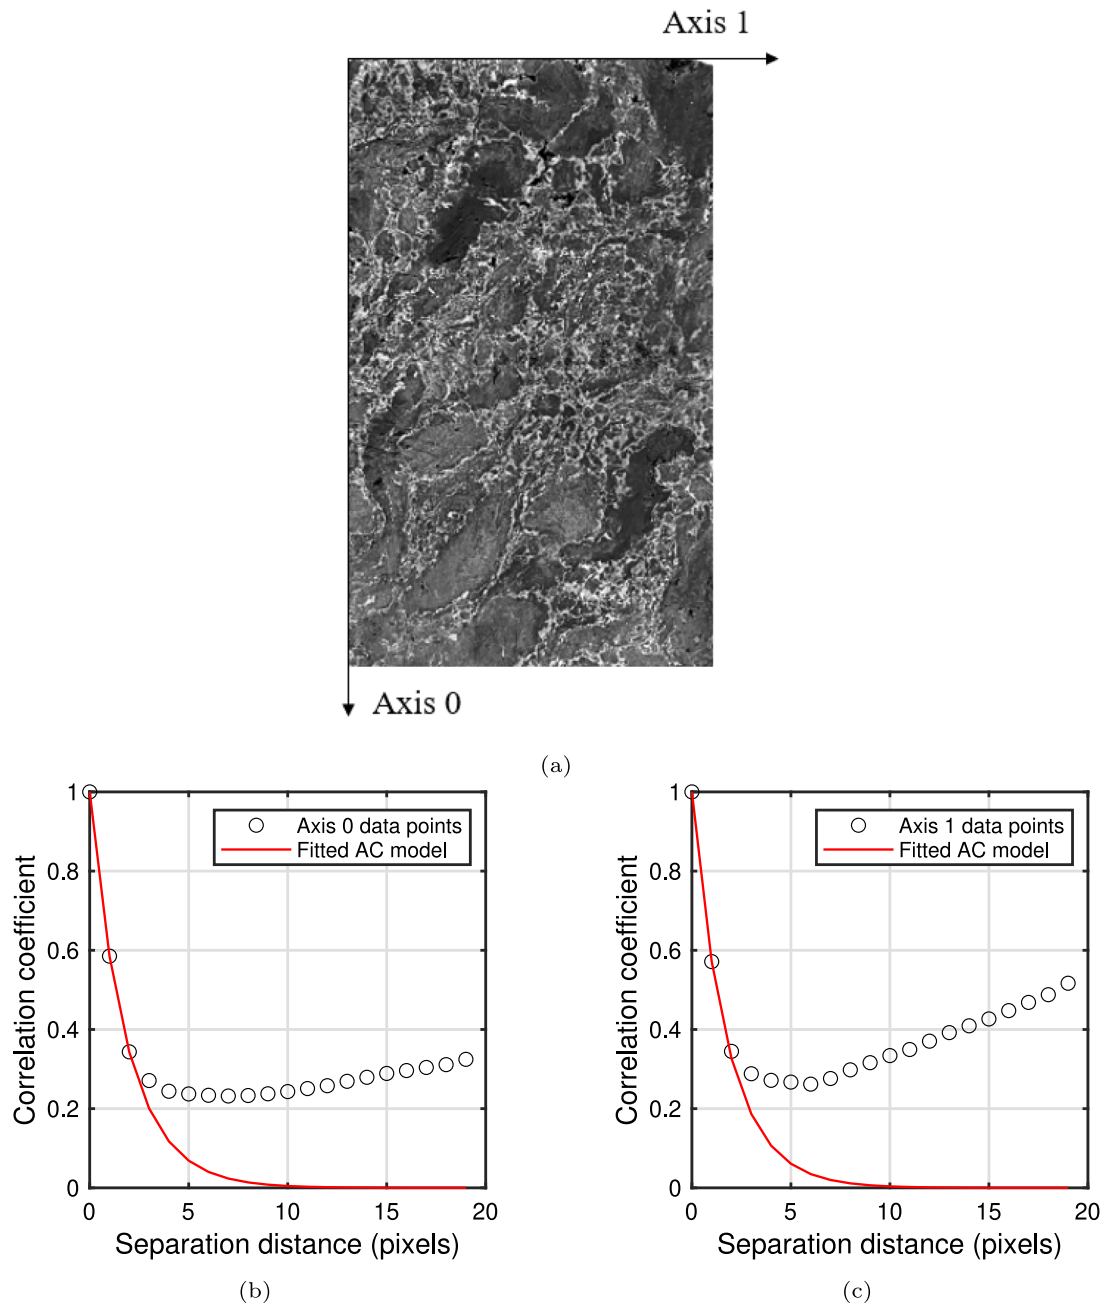 Axis 1
Axis 0
(a)
1
0.8
0.6
0.4
0.2
0
0 5 10 15 20
Correlation coefficient
Separation distance (pixels)
Axis 0 data points
Fitted AC model
(b)
1
0.8
0.6
0.4
0.2
0
0 5 10 15 20
Correlation coefficient
Separation distance (pixels)
Axis 1 data points
Fitted AC model
(c)